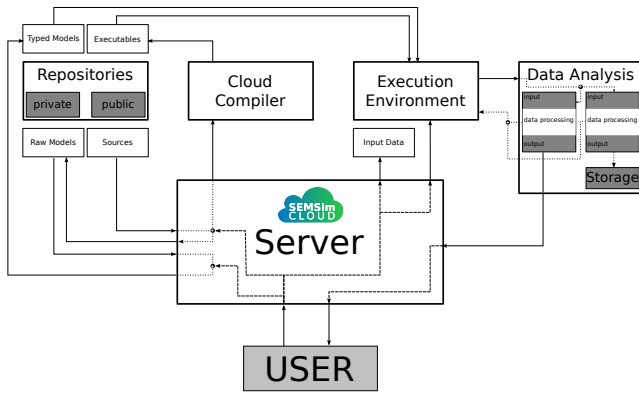 Typed Models
Executables
Repositories
private
public
Raw Models
Sources
Cloud
Compiler
Execution
Environment
Input Data
Data Analysis
input
data processing
output
input
data processing
output
Storage
SEMSim
CLOUD
Server
USER